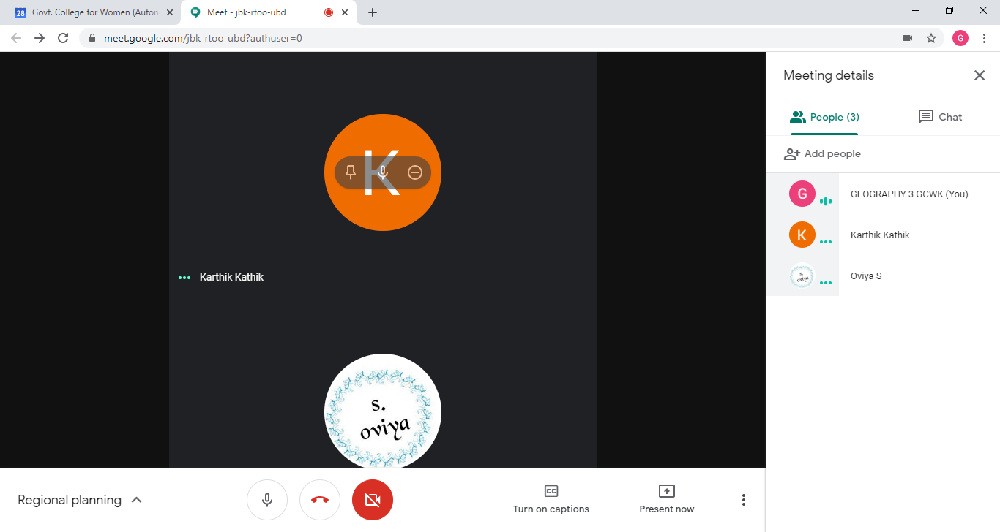 28
Govt. College for Women (Auton
Meet - jbk-rtoo-ubd
meet.google.com/jbk-rtoo-ubd?authuser=0
G
K
Karthik Kathik
s.
oviya
Meeting details
People (3)
Chat
Add people
G
GEOGRAPHY 3 GCWK (You)
K
Karthik Kathik
s.
oviya
Oviya S
Regional planning
CC
Turn on captions
Present now